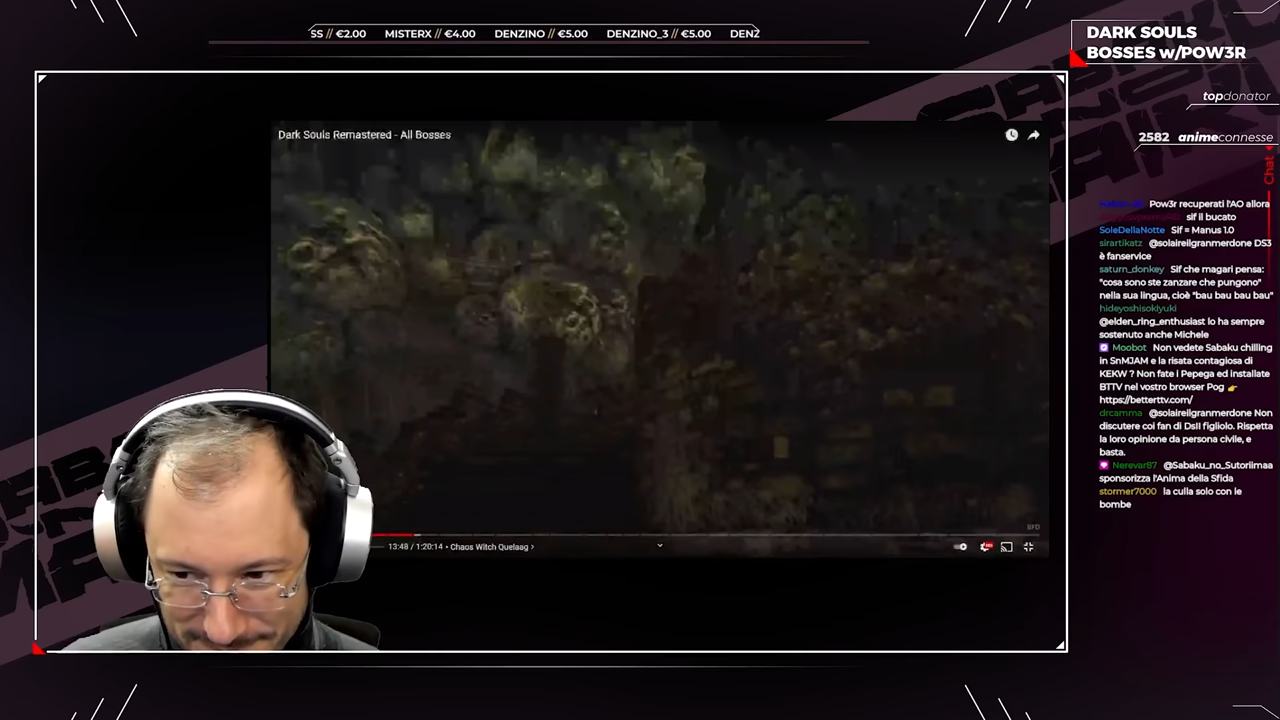 SS // €2.00 MISTERX // €4.00 DENZINO // €5.00 DENZINO_3 // €5.00 DENZ
DARK SOULS
BOSSES w/POW3R
topdonator
2582 animeconnesse
Chat
Dark Souls Remastered - All Bosses
Pow3r recuperati l'AO allora
sif il bucato
SoleDellaNotte Sif = Manus 1.0
sirartikatz @solaireilgranmerdone DS3
è fanservice
saturn_donkey Sif che magari pensa:
"cosa sono ste zanzare che pungono"
nella sua lingua, cioè "bau bau bau bau"
hideyoshisokiyuki
@elden_ring_enthusiast lo ha sempre
sostenuto anche Michele
Moobot Non vedete Sabaku chilling
in SnMJAM e la risata contagiosa di
KEKW ? Non fate i Pepega ed installate
BTTV nel vostro browser Pog 👉
https://betterttv.com/
drcamma @solaireilgranmerdone Non
discutere coi fan di DsII figliolo. Rispetta
la loro opinione da persona civile, e
basta.
Nerevar87 @Sabaku_no_Sutoriimaa
sponsorizza l'Anima della Sfida
stormer7000 la culla solo con le
bombe
BFD
13:48 / 1:20:14 • Chaos Witch Quelaag ›